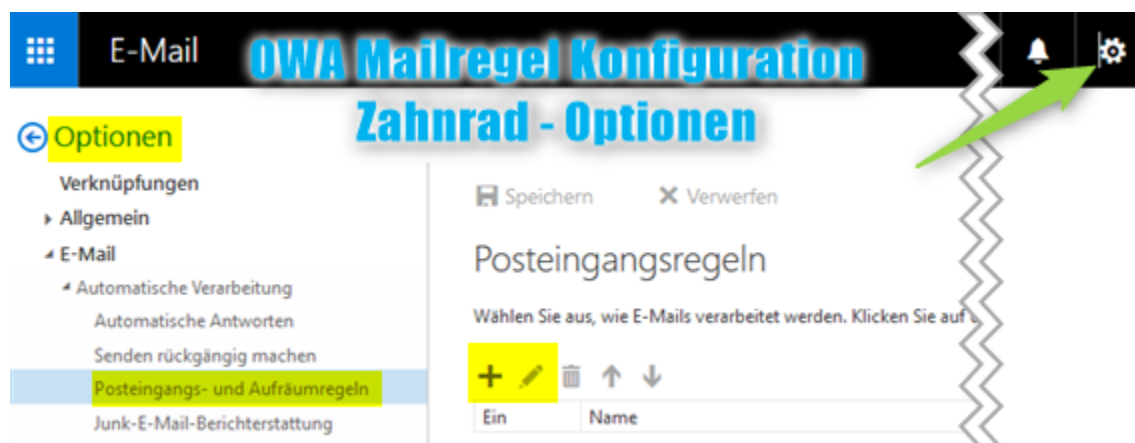 E-Mail
OWA Mailregel Konfiguration
Zahnrad - Optionen
Optionen
Verknüpfungen
Allgemein
E-Mail
Automatische Verarbeitung
Automatische Antworten
Senden rückgängig machen
Posteingangs- und Aufräumregeln
Junk-E-Mail-Berichterstattung
Speichern Verwerfen
Posteingangsregeln
Wählen Sie aus, wie E-Mails verarbeitet werden. Klicken Sie auf
Ein Name